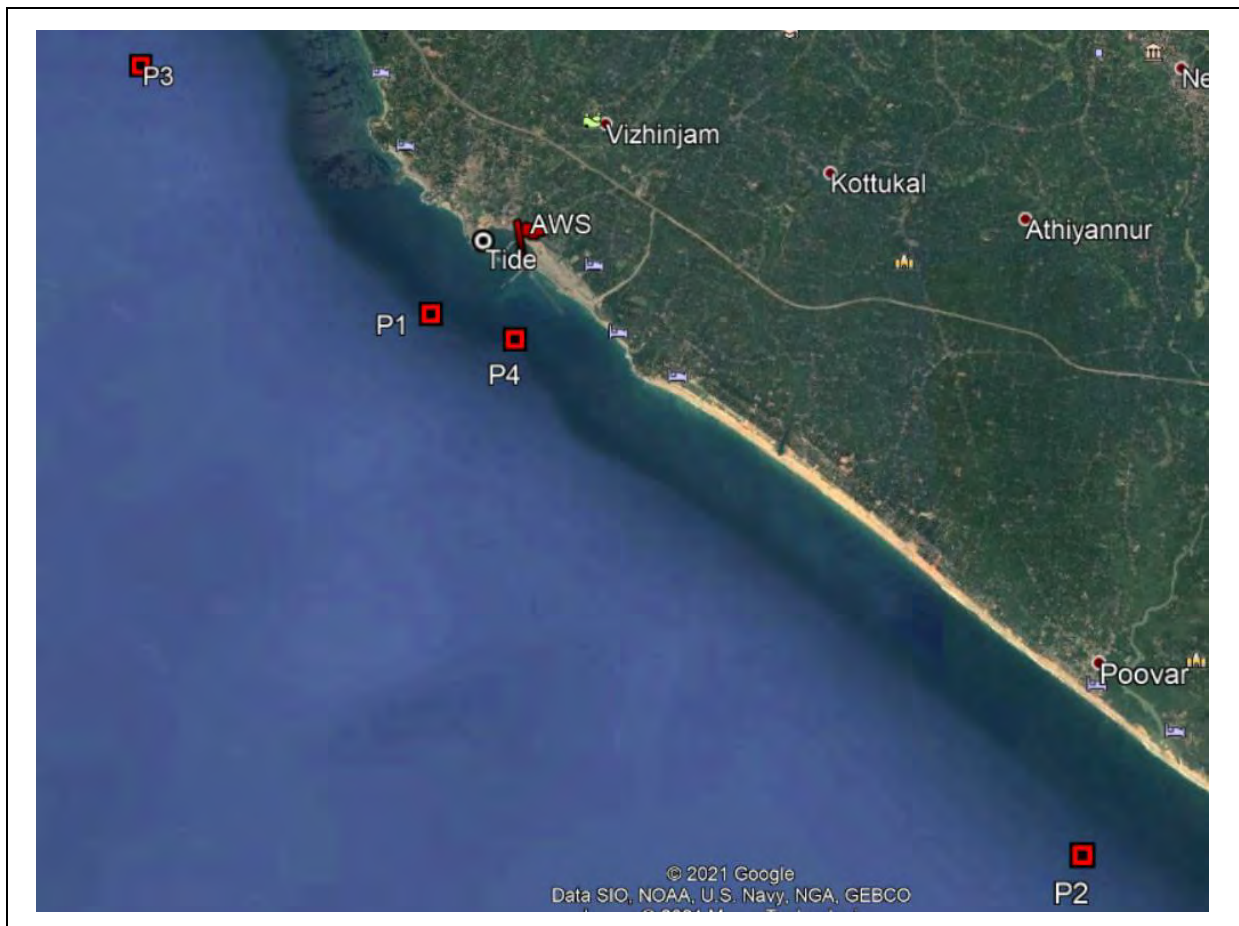 P3
Ne
Vizhinjam
Kottukal
AWS
Athiyannur
Tide
P1
P4
Poovar
© 2021 Google
P2
Data SIO, NOAA, U.S. Navy, NGA, GEBCO